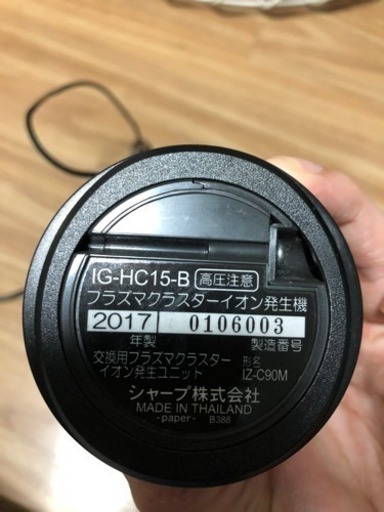 IG-HC15-B 高圧注意
プラズマクラスターイオン発生機
2017 0106003
年製 製造番号
交換用プラズマクラスター 形名
イオン発生ユニット IZ-C90M
シャープ株式会社
MADE IN THAILAND
-paper- B388